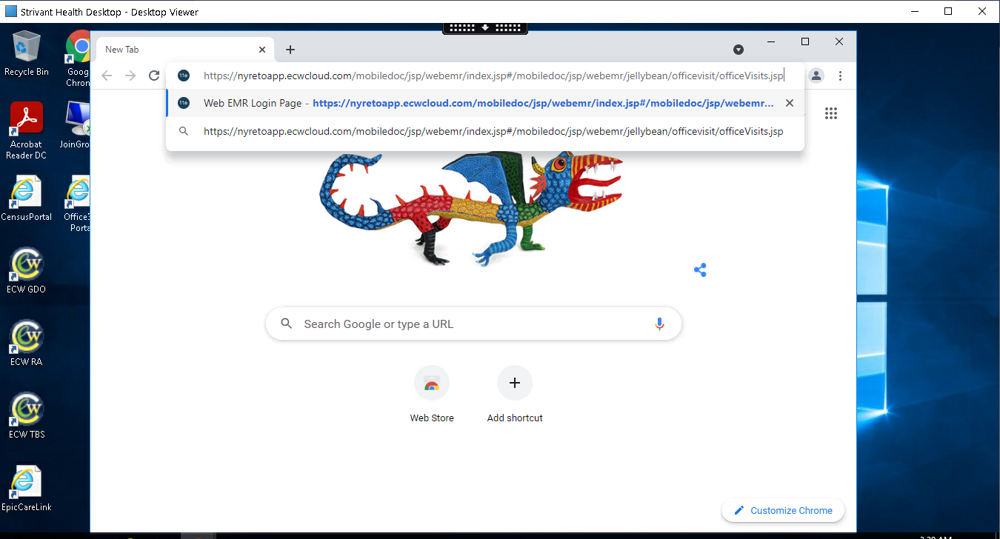 Strivant Health Desktop - Desktop Viewer
Recycle Bin
Goog
Chron
Acrobat
Reader DC
JoinGro
CensusPortal
Porta
ECW GDO
ECW RA
ECW TBS
EpicCareLink
New Tab
11e
https://nyretoapp.ecwcloud.com/mobiledoc/jsp/webemr/index.jsp#/mobiledoc/jsp/webemr/jellybean/officevisit/officeVisits.jsp
11e
Web EMR Login Page - https://nyretoapp.ecwcloud.com/mobiledoc/jsp/webemr/index.jsp#/mobiledoc/jsp/webemr...
https://nyretoapp.ecwcloud.com/mobiledoc/jsp/webemr/index.jsp#/mobiledoc/jsp/webemr/jellybean/officevisit/officeVisits.jsp
Search Google or type a URL
Web Store
Add shortcut
Customize Chrome